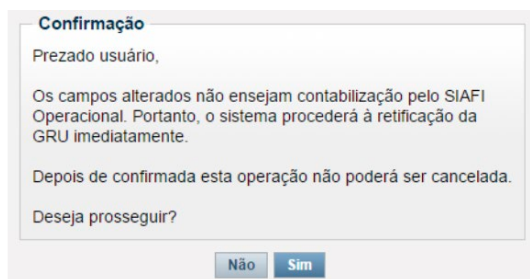 Confirmação
Prezado usuário,
Os campos alterados não ensejam contabilização pelo SIAFI
Operacional. Portanto, o sistema procederá à retificação da
GRU imediatamente.
Depois de confirmada esta operação não poderá ser cancelada.
Deseja prosseguir?
Não Sim